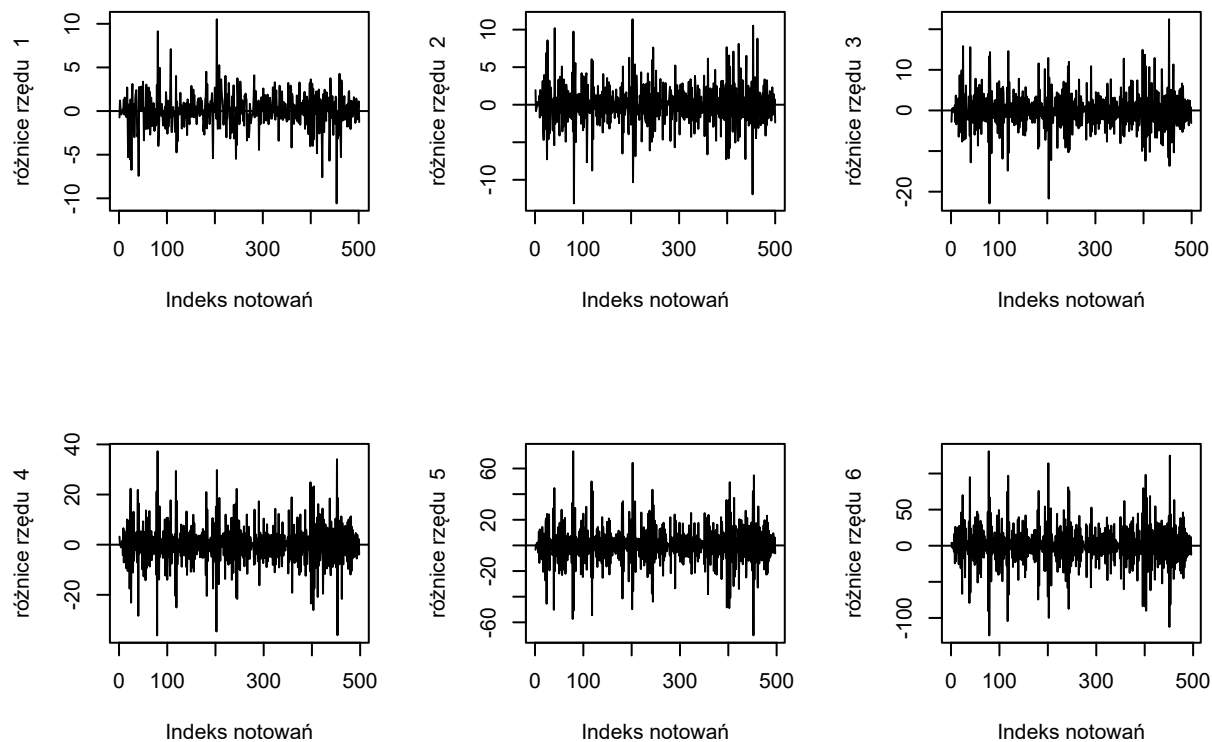 różnice rzędu 1
10
5
0
-5
-10
0 100 300 500
Indeks notowań
różnice rzędu 2
10
5
0
-10
0 100 300 500
Indeks notowań
różnice rzędu 3
10
0
-20
0 100 300 500
Indeks notowań
różnice rzędu 4
40
20
0
-20
0 100 300 500
Indeks notowań
różnice rzędu 5
60
20
0
-20
-60
0 100 300 500
Indeks notowań
różnice rzędu 6
50
0
-100
0 100 300 500
Indeks notowań